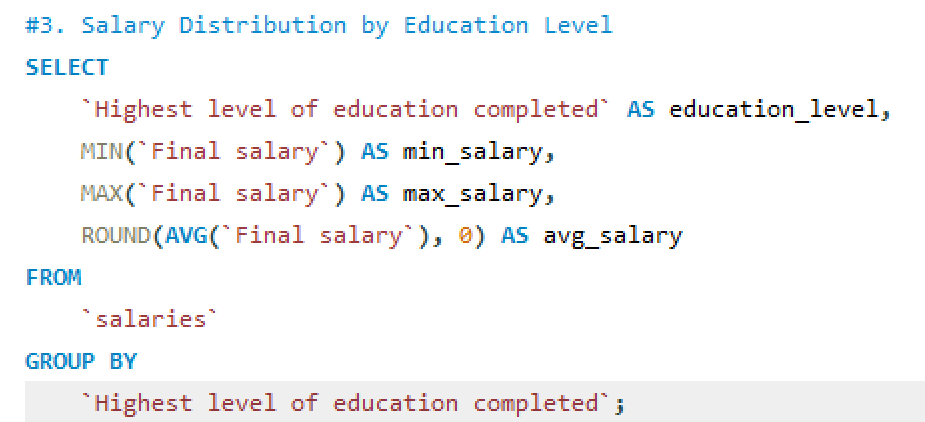 #3. Salary Distribution by Education Level
SELECT
    `Highest level of education completed` AS education_level,
    MIN(`Final salary`) AS min_salary,
    MAX(`Final salary`) AS max_salary,
    ROUND(AVG(`Final salary`), 0) AS avg_salary
FROM
    `salaries`
GROUP BY
    `Highest level of education completed`;